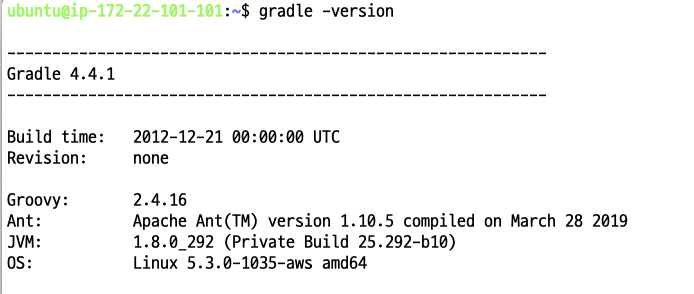 ubuntu@ip-172-22-101-101:~$ gradle -version
------------------------------------------------------------
Gradle 4.4.1
------------------------------------------------------------
Build time:   2012-12-21 00:00:00 UTC
Revision:     none
Groovy:       2.4.16
Ant:          Apache Ant(TM) version 1.10.5 compiled on March 28 2019
JVM:          1.8.0_292 (Private Build 25.292-b10)
OS:           Linux 5.3.0-1035-aws amd64